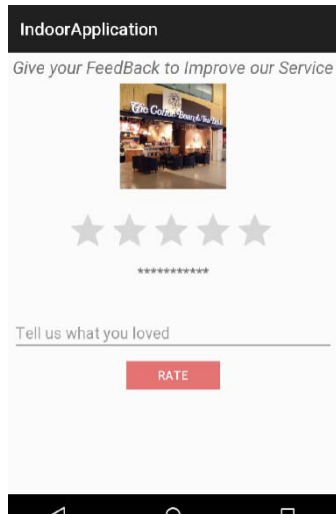 IndoorApplication
Give your FeedBack to Improve our Service
The Coffee Bean & Tea Leaf
***********
Tell us what you loved
RATE